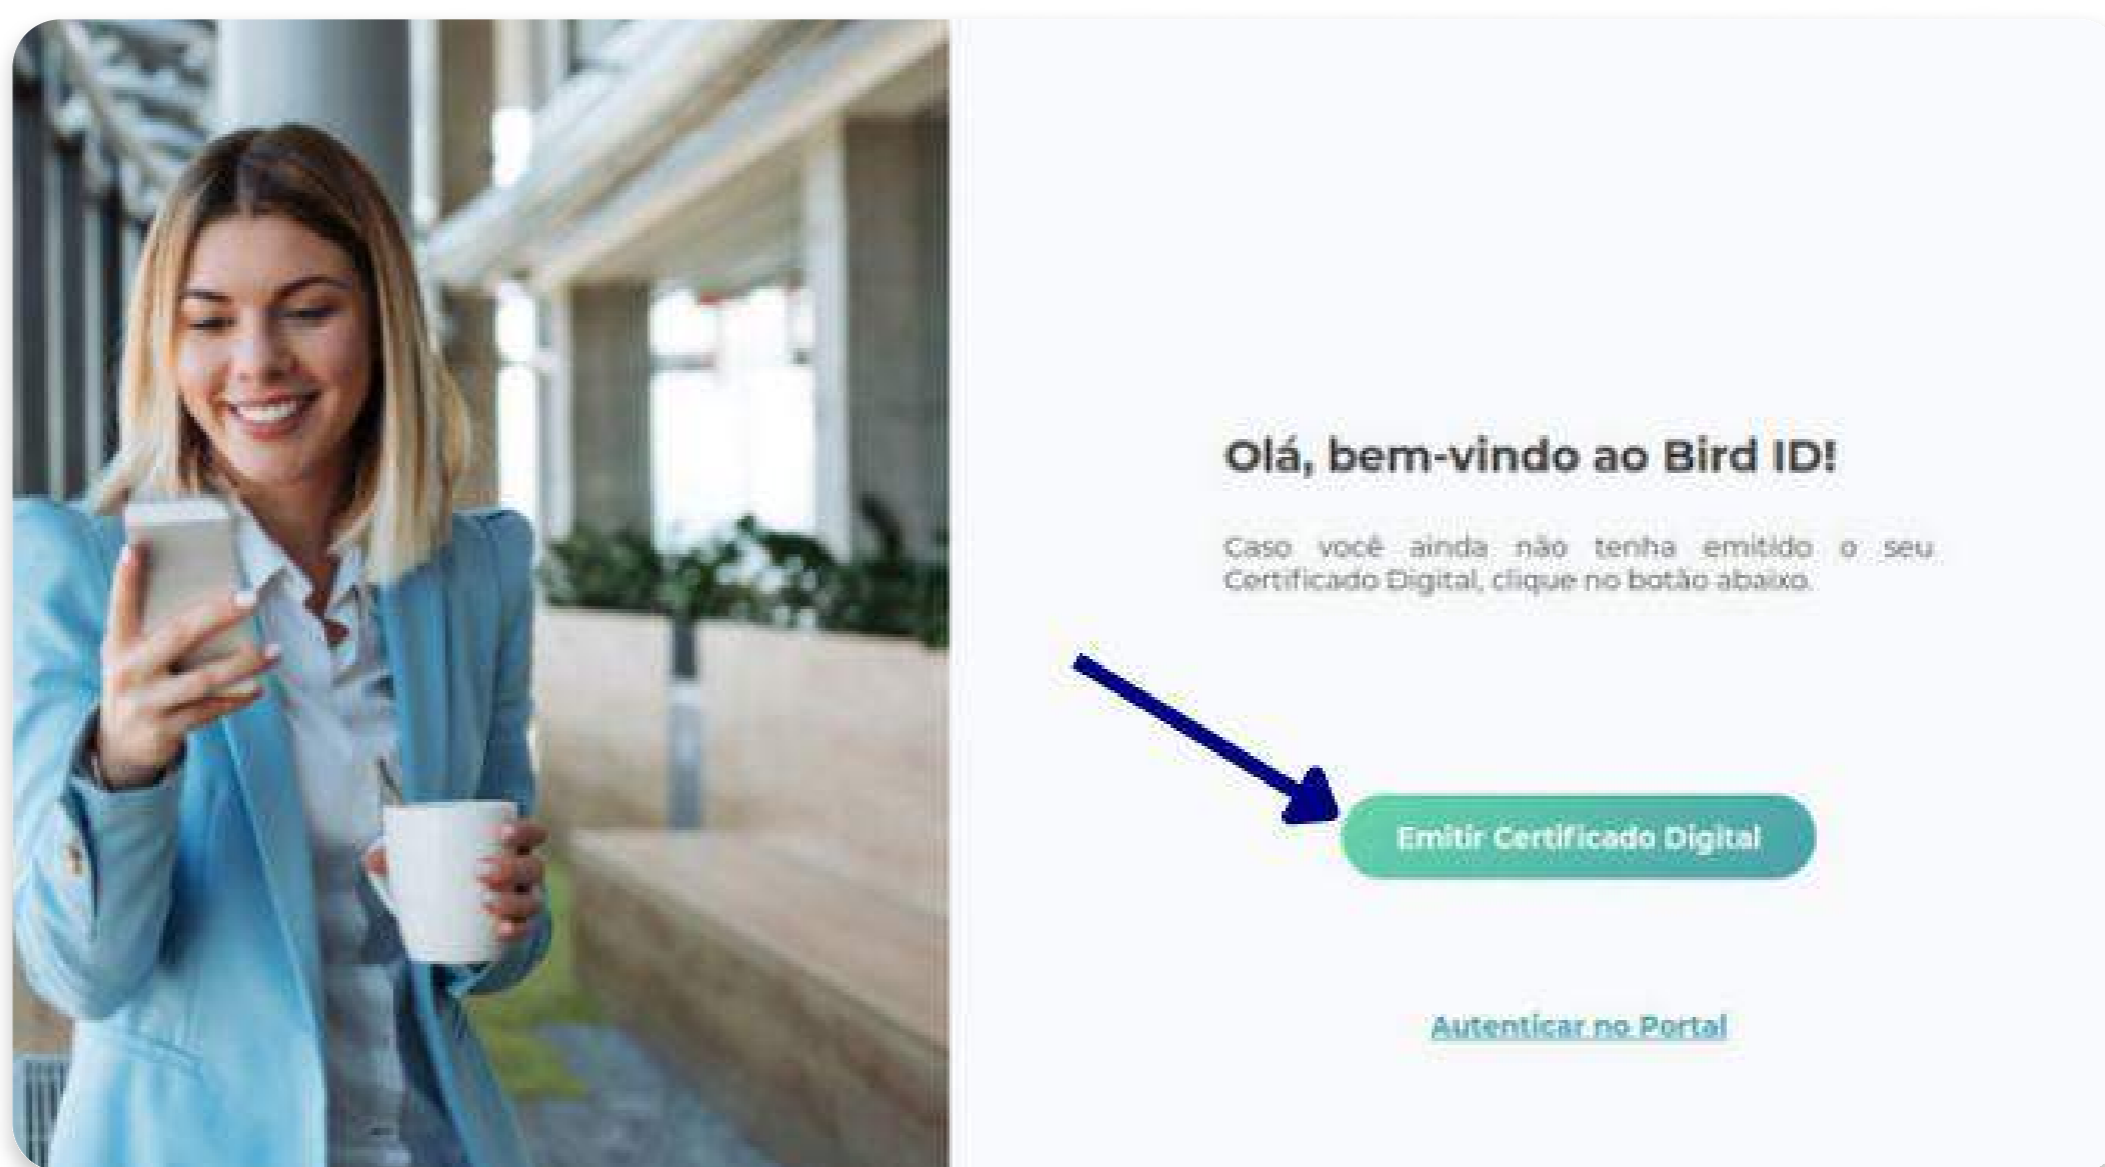 Olá, bem-vindo ao Bird ID!
Caso você ainda não tenha emitido o seu
Certificado Digital, clique no botão abaixo.
Emitir Certificado Digital
Autenticar no Portal